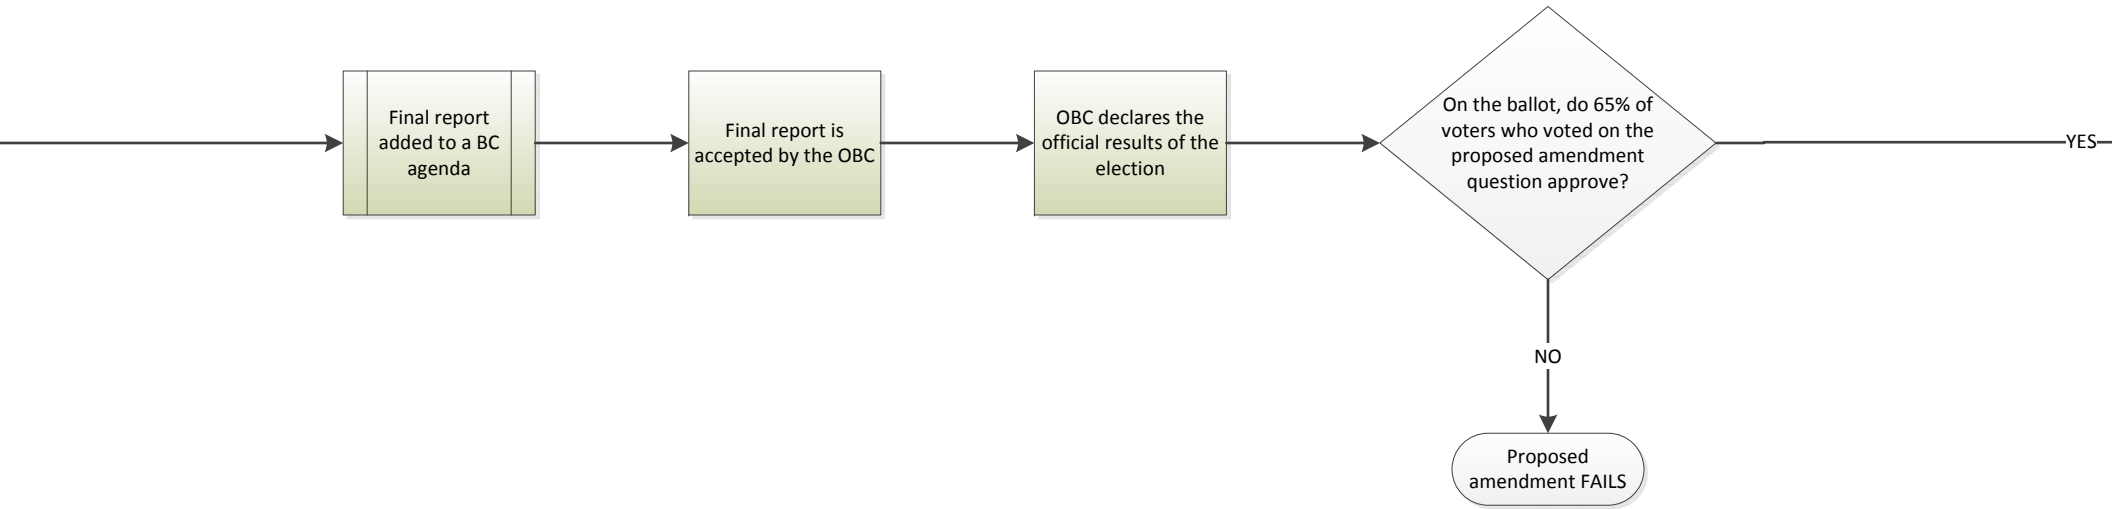 Final report
added to a BC
agenda
Final report is
accepted by the OBC
OBC declares the
official results of the
election
On the ballot, do 65% of
voters who voted on the
proposed amendment
question approve?
YES
NO
Proposed
amendment FAILS